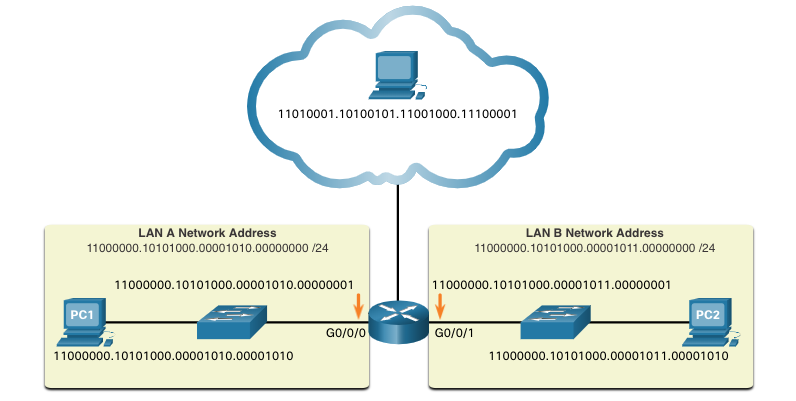 11010001.10100101.11001000.11100001
LAN A Network Address
11000000.10101000.00001010.00000000 /24
11000000.10101000.00001010.00000001
PC1
G0/0/0
11000000.10101000.00001010.00001010
LAN B Network Address
11000000.10101000.00001011.00000000 /24
11000000.10101000.00001011.00000001
PC2
G0/0/1
11000000.10101000.00001011.00001010